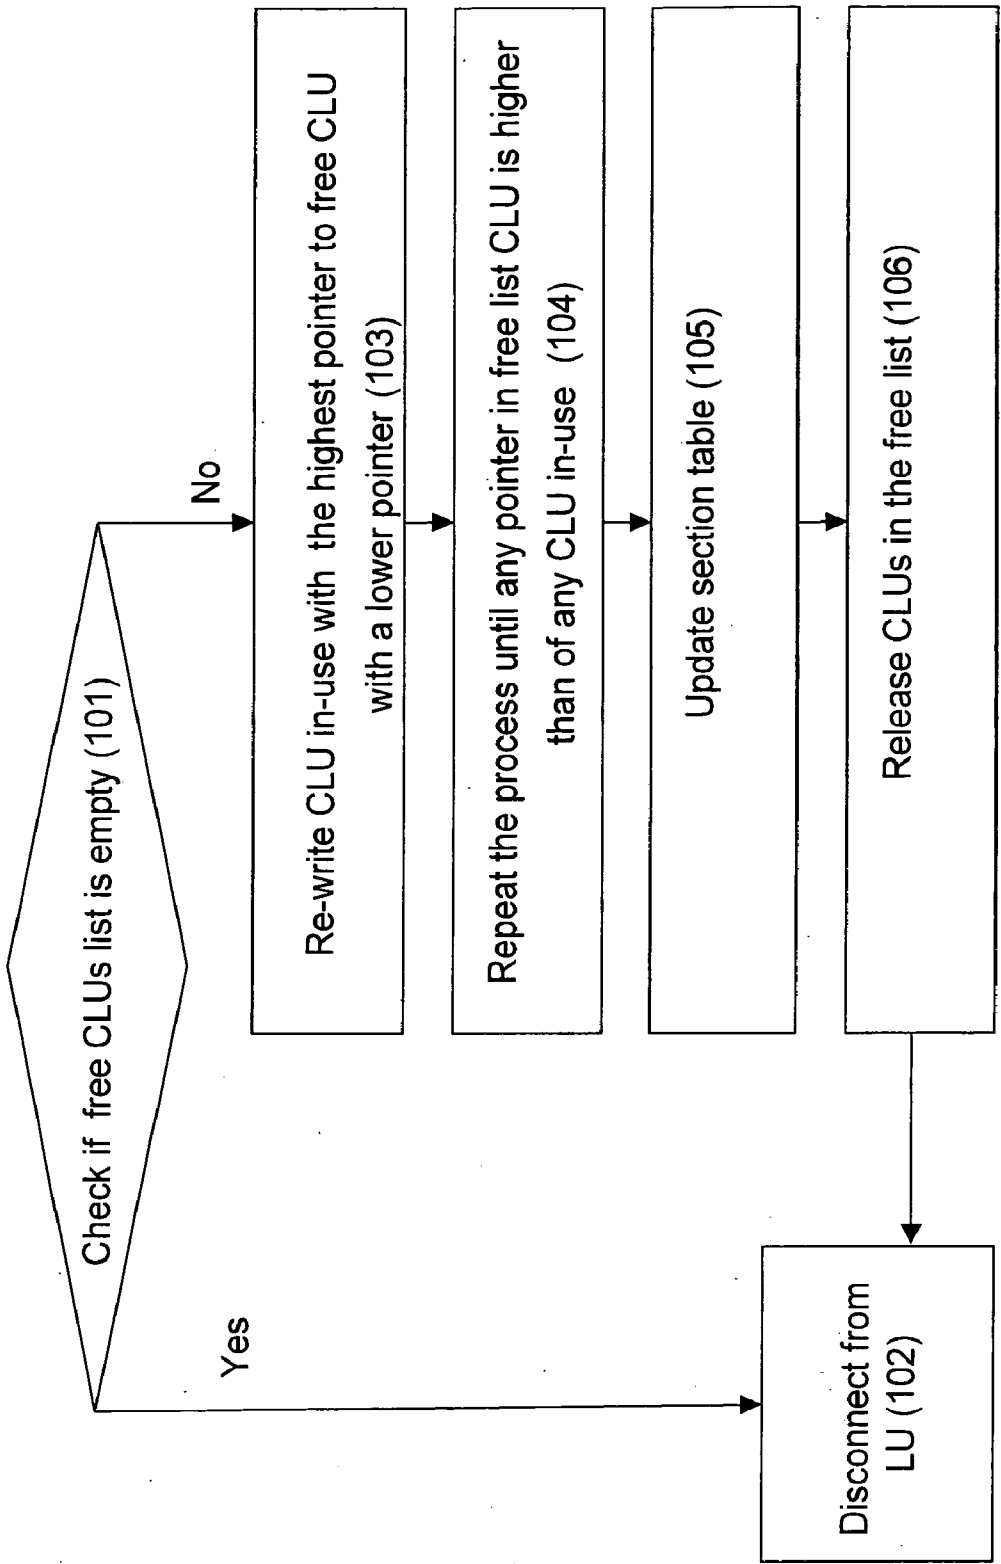 Check if free CLUs list is empty (101)
No
Yes
Re-write CLU in-use with the highest pointer to free CLU
with a lower pointer (103)
Repeat the process until any pointer in free list CLU is higher
than of any CLU in-use (104)
Update section table (105)
Release CLUs in the free list (106)
Disconnect from
LU (102)